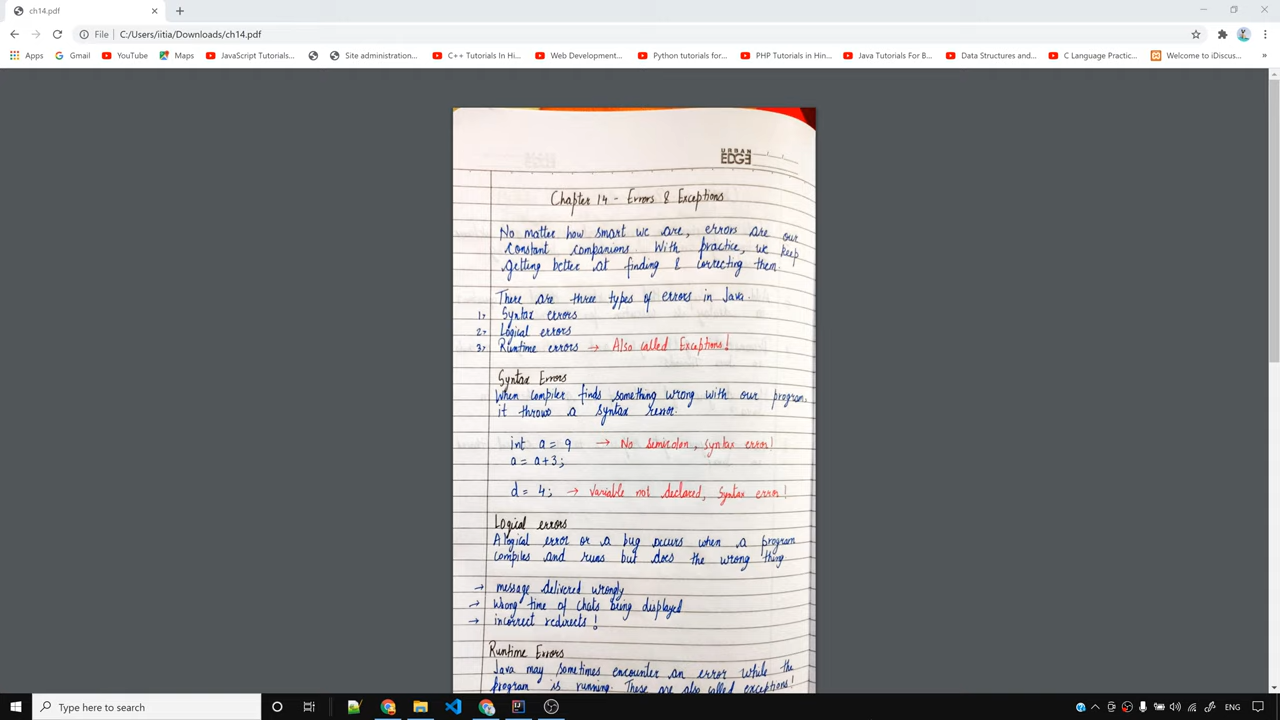 ch14.pdf
File
C:/Users/iitia/Downloads/ch14.pdf
Apps
Gmail
YouTube
Maps
JavaScript Tutorials...
Site administration...
C++ Tutorials In Hi...
Web Development...
Python tutorials for...
PHP Tutorials in Hin...
Java Tutorials For B...
Data Structures and...
C Language Practic...
Welcome to iDiscus...
»
URBAN
EDGE
Chapter 14 - Errors & Exceptions
No matter how smart we are, errors are our
constant companions. With practice, we keep
getting better at finding & correcting them.
There are three types of errors in Java.
1, Syntax errors
2, Logical errors
3, Runtime errors → Also called Exceptions!
Syntax Errors
When compiler finds something wrong with our program,
it throws a syntax
int a = 9 → No semicolon, syntax error!
a = a+3;
d = 4; → Variable not declared, Syntax error!
Logical errors
A logical error or a bug occurs when a program
compiles and runs but does the wrong thing
→ message delivered wrongly
→ Wrong time of chats being displayed
→ incorrect redirects!
Runtime Errors
Java may sometimes encounter an error while the
program is running. These are also called exceptions!
Type here to search
ENG